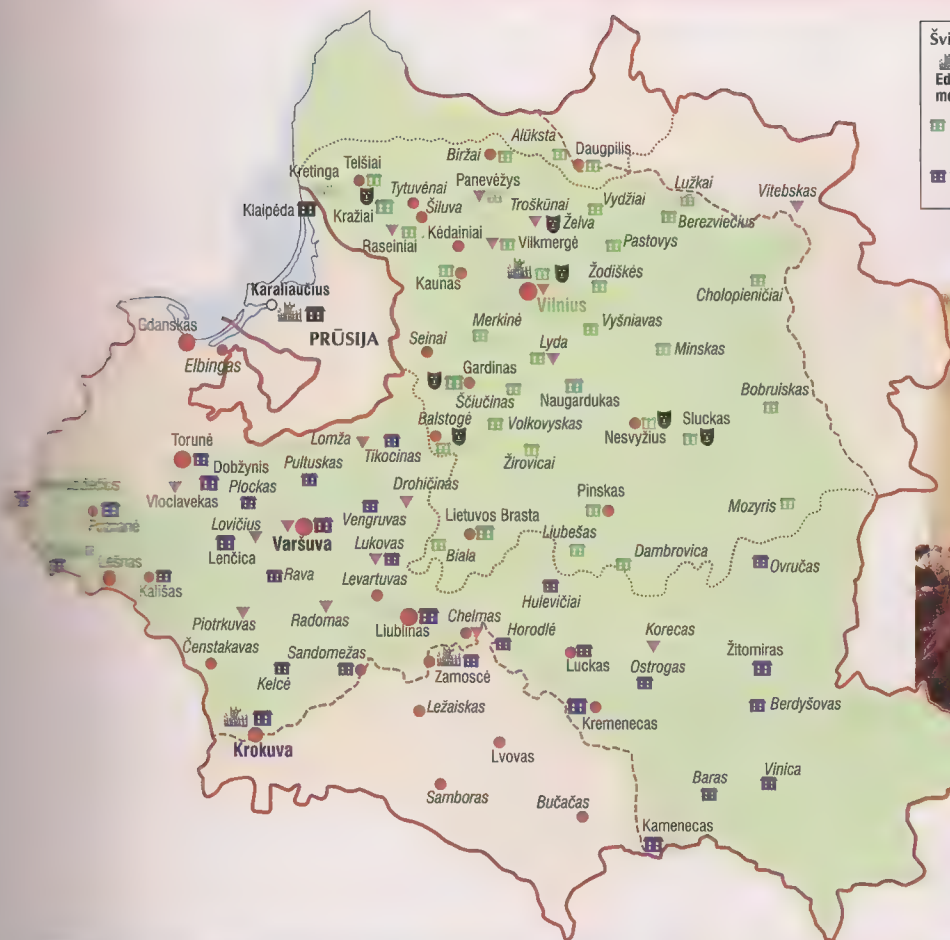 Švi
Ed
me
Alūksta
Biržai
Daugpilis
Telšiai
Kretinga
Tytuvėnai
Panevėžys
Lužkai
Šiluva
Troškūnai
Vydžiai
Vitebskas
Klaipėda
Kražiai
Želva
Berezviečius
Raseiniai
Kėdainiai
Vilkmergė
Pastovys
Kaunas
Žodiškės
Vilnius
Cholopeničiai
Karaliaučius
Gdanskas
PRŪSIJA
Merkinė
Vyšniavas
Elbingas
Seinai
Lyda
Minskas
Gardinas
Ščiučinas
Naugardukas
Bobruiskas
Balstogė
Volkovyskas
Nesvyžius
Sluckas
Torunė
Lomža
Tikocinas
Žirovicai
Dobžynis
Pultuskas
Vloclavekas
Plockas
Drohičinas
Pinskas
Mozyris
Lovičius
Vengruvas
Lietuvos Brasta
Liubešas
Lenčica
Varšuva
Lukovas
Biala
Dambrovica
Lešnas
Kališas
Rava
Levartuvas
Hulevičiai
Ovručas
Piotrkuvas
Radomas
Liublinas
Chelmas
Horodlė
Korecas
Čenstakavas
Sandomežas
Luckas
Ostrogas
Žitomiras
Kelcė
Zamoscė
Ležaiskas
Kremenecas
Berdyšovas
Krokuva
Lvovas
Samboras
Bučačas
Baras
Vinica
Kamenecas